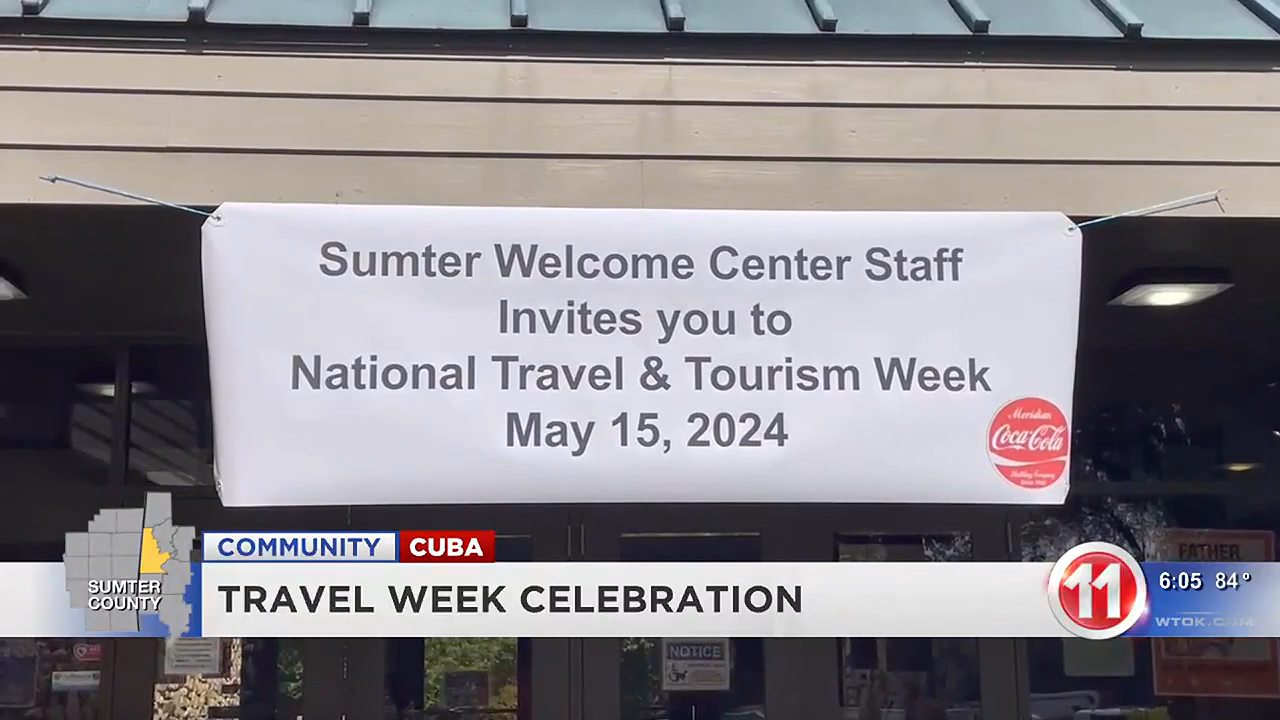 Sumter Welcome Center Staff
Invites you to
National Travel & Tourism Week
May 15, 2024
Meridian
Coca-Cola
COMMUNITY
CUBA
SUMTER
COUNTY
TRAVEL WEEK CELEBRATION
11
6:05 84°
WTOK.COM
FATHER
NOTICE